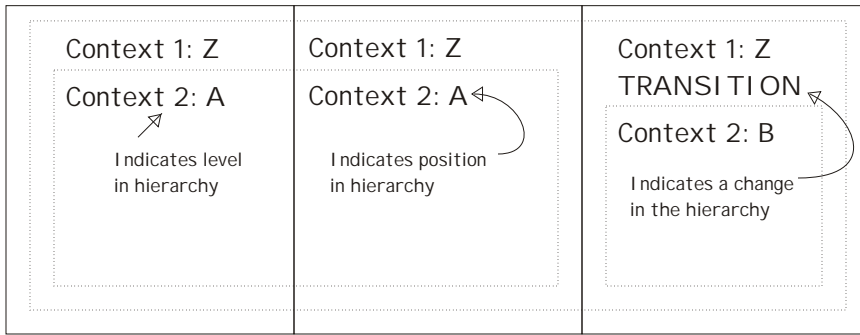 Context 1: Z
Context 2: A
Indicates level
in hierarchy
Context 1: Z
Context 2: A
Indicates position
in hierarchy
Context 1: Z
TRANSITION
Context 2: B
Indicates a change
in the hierarchy